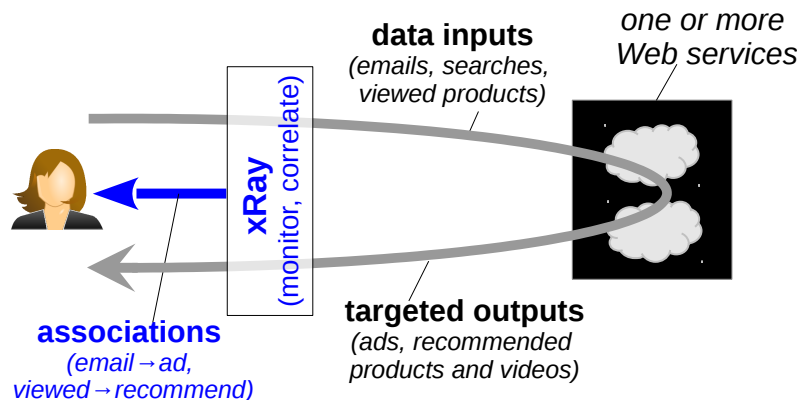 data inputs
(emails, searches,
viewed products)
one or more
Web services
xRay
(monitor, correlate)
targeted outputs
(ads, recommended
products and videos)
associations
(email→ad,
viewed→recommend)